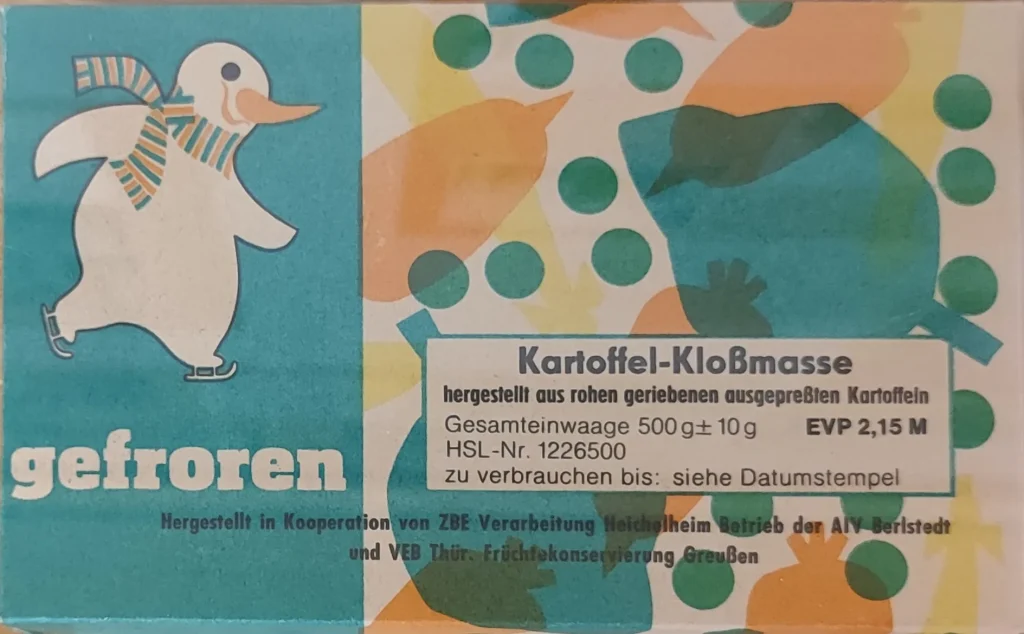 gefroren
Kartoffel-Kloßmasse
hergestellt aus rohen geriebenen ausgepreßten Kartoffeln
Gesamteinwaage 500 g ± 10 g EVP 2,15 M
HSL-Nr. 1226500
zu verbrauchen bis: siehe Datumstempel
Hergestellt in Kooperation von ZBE Verarbeitung Heichelheim Betrieb der AIV Berlstedt
und VEB Thür. Früchtekonservierung Greußen